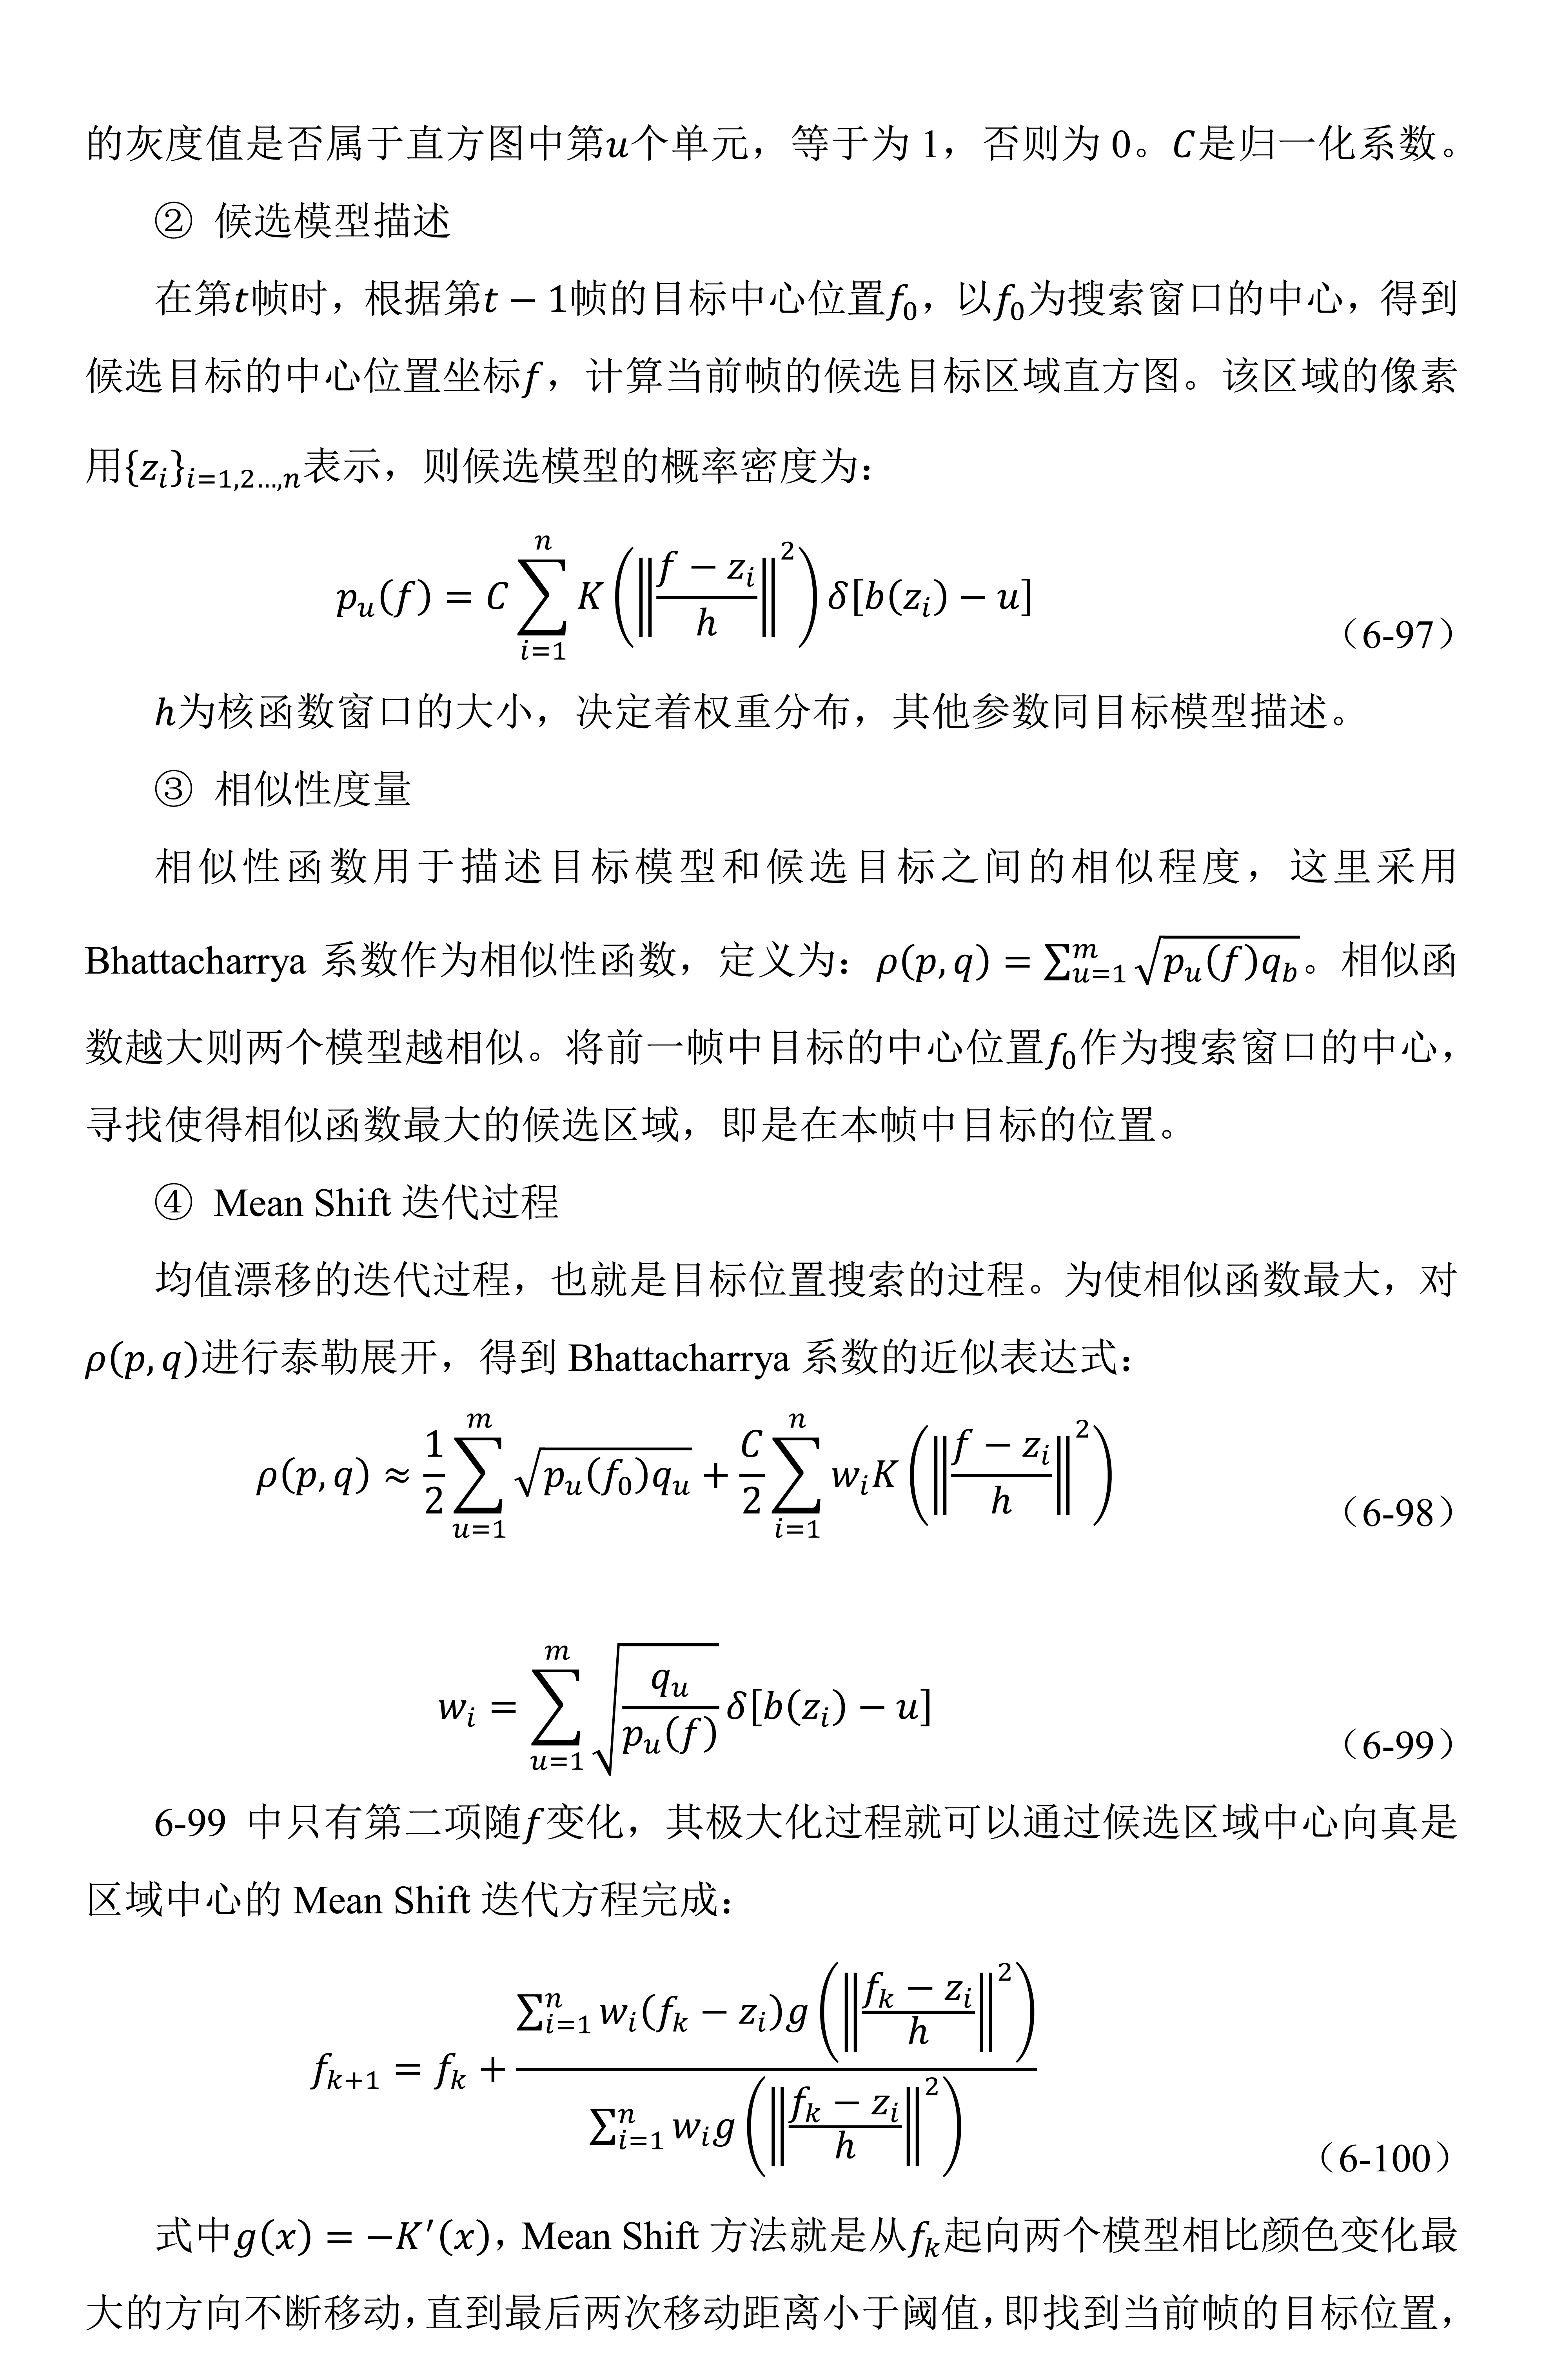 的灰度值是否属于直方图中第u个单元，等于为 1，否则为 0。C是归一化系数。
② 候选模型描述
在第t帧时，根据第t − 1帧的目标中心位置f₀，以f₀为搜索窗口的中心，得到
候选目标的中心位置坐标f，计算当前帧的候选目标区域直方图。该区域的像素
用{zᵢ}ᵢ₌₁,₂…,ₙ表示，则候选模型的概率密度为：
$p_u(f) = C\sum_{i=1}^{n} K\left(\left\|\frac{f - z_i}{h}\right\|^2\right)\delta[b(z_i) - u]$ （6-97）
h为核函数窗口的大小，决定着权重分布，其他参数同目标模型描述。
③ 相似性度量
相似性函数用于描述目标模型和候选目标之间的相似程度，这里采用
Bhattacharrya 系数作为相似性函数，定义为：$\rho(p, q) = \sum_{u=1}^{m}\sqrt{p_u(f)q_b}$。相似函
数越大则两个模型越相似。将前一帧中目标的中心位置f₀作为搜索窗口的中心，
寻找使得相似函数最大的候选区域，即是在本帧中目标的位置。
④ Mean Shift 迭代过程
均值漂移的迭代过程，也就是目标位置搜索的过程。为使相似函数最大，对
ρ(p, q)进行泰勒展开，得到 Bhattacharrya 系数的近似表达式：
$\rho(p, q) \approx \frac{1}{2}\sum_{u=1}^{m}\sqrt{p_u(f_0)q_u} + \frac{C}{2}\sum_{i=1}^{n} w_i K\left(\left\|\frac{f - z_i}{h}\right\|^2\right)$ （6-98）
$w_i = \sum_{u=1}^{m}\sqrt{\frac{q_u}{p_u(f)}}\delta[b(z_i) - u]$ （6-99）
6-99 中只有第二项随f变化，其极大化过程就可以通过候选区域中心向真是
区域中心的 Mean Shift 迭代方程完成：
$f_{k+1} = f_k + \frac{\sum_{i=1}^{n} w_i(f_k - z_i)g\left(\left\|\frac{f_k - z_i}{h}\right\|^2\right)}{\sum_{i=1}^{n} w_i g\left(\left\|\frac{f_k - z_i}{h}\right\|^2\right)}$ （6-100）
式中g(x) = −K′(x)，Mean Shift 方法就是从fₖ起向两个模型相比颜色变化最
大的方向不断移动，直到最后两次移动距离小于阈值，即找到当前帧的目标位置，